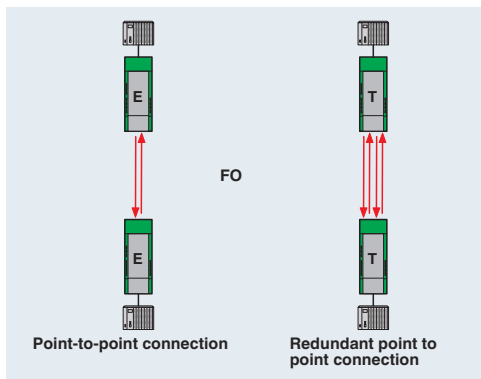 E
T
FO
E
T
Point-to-point connection
Redundant point to
point connection